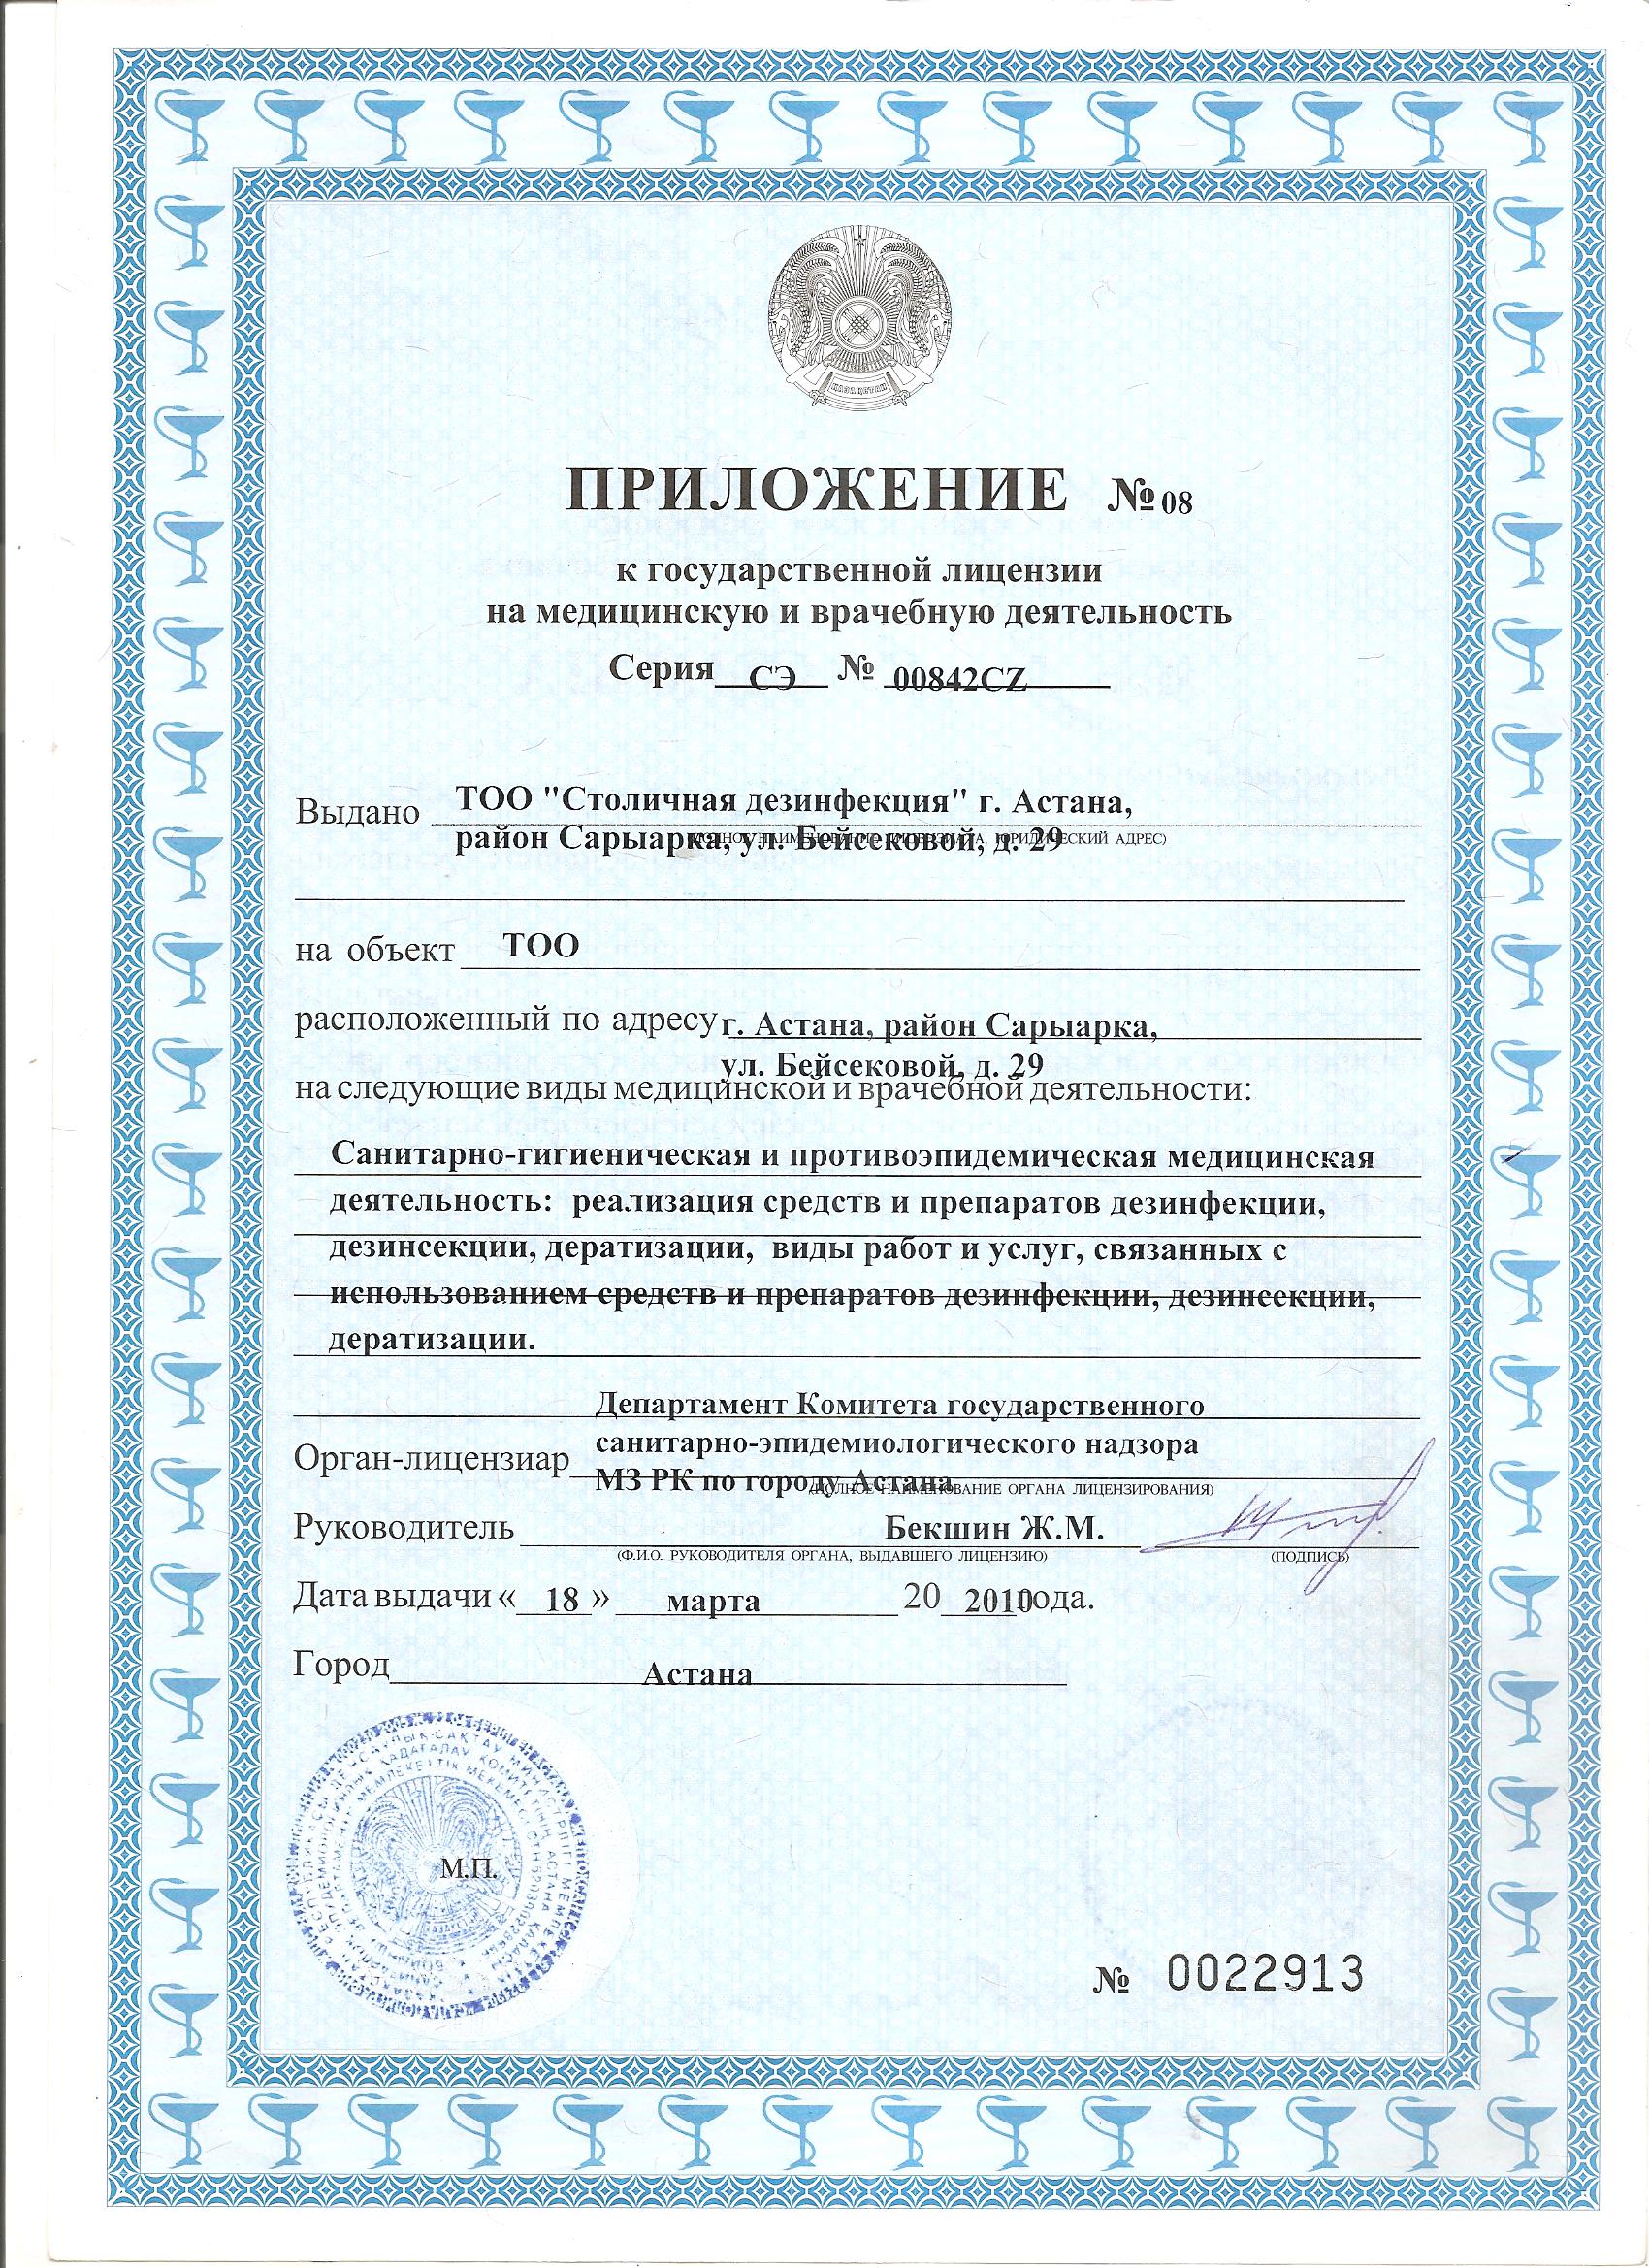 ҚАЗАҚСТАН
ПРИЛОЖЕНИЕ №08
к государственной лицензии
на медицинскую и врачебную деятельность
Серия СЭ № 00842CZ
Выдано ТОО "Столичная дезинфекция" г. Астана,
район Сарыарка, ул. Бейсековой, д. 29
ЮРИДИЧЕСКИЙ АДРЕС)
на объект ТОО
расположенный по адресу г. Астана, район Сарыарка,
ул. Бейсековой, д. 29
на следующие виды медицинской и врачебной деятельности:
Санитарно-гигиеническая и противоэпидемическая медицинская
деятельность: реализация средств и препаратов дезинфекции,
дезинсекции, дератизации, виды работ и услуг, связанных с
использованием средств и препаратов дезинфекции, дезинсекции,
дератизации.
Департамент Комитета государственного
санитарно-эпидемиологического надзора
Орган-лицензиар
МЗ РК по городу Астана
(ПОЛНОЕ НАИМЕНОВАНИЕ ОРГАНА ЛИЦЕНЗИРОВАНИЯ)
Руководитель Бекшин Ж.М.
(Ф.И.О. РУКОВОДИТЕЛЯ ОРГАНА, ВЫДАВШЕГО ЛИЦЕНЗИЮ) (ПОДПИСЬ)
Дата выдачи « 18 » марта 20 2010 ода.
Город Астана
М.П.
№ 0022913